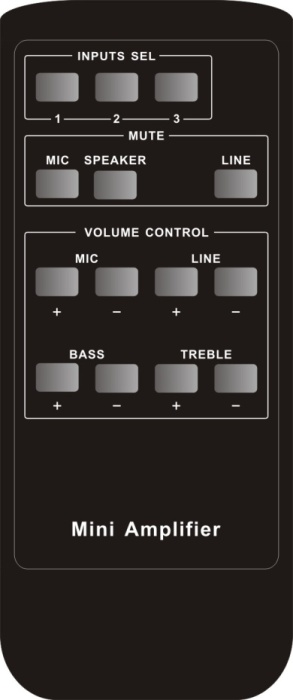 INPUTS SEL
1 2 3
MUTE
MIC SPEAKER LINE
VOLUME CONTROL
MIC LINE
+ − + −
BASS TREBLE
+ − + −
Mini Amplifier